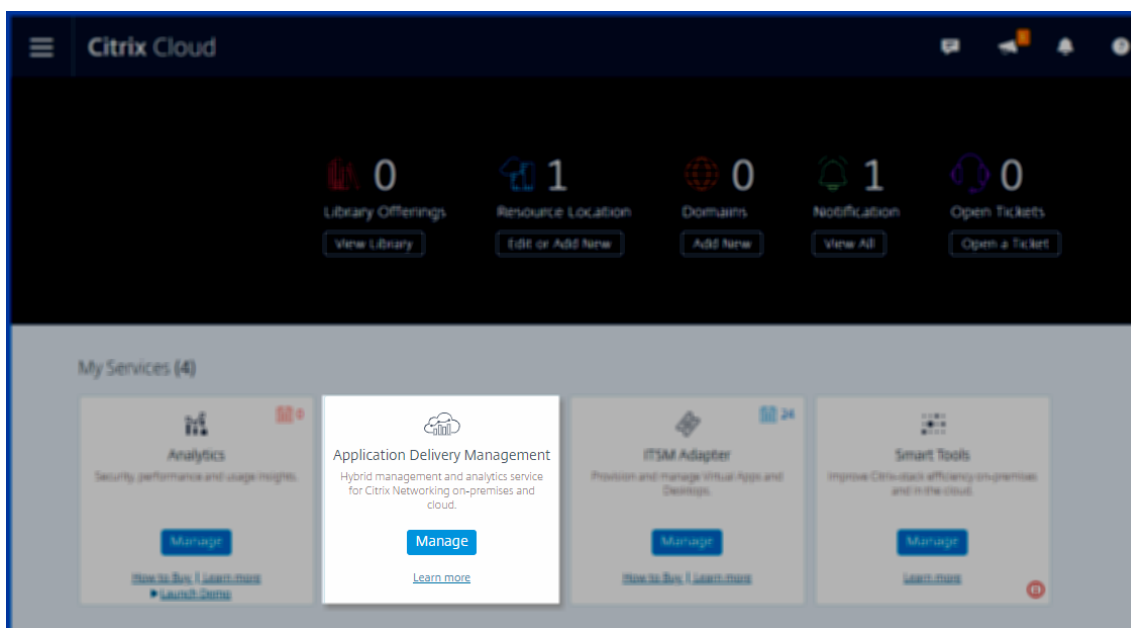 Citrix Cloud
0 1 0 1 0
Library Offerings Resource Location Domains Notification Open Tickets
View Library Edit or Add New Add New View All Open a Ticket
My Services (4)
0 24
Analytics Application Delivery Management ITSM Adapter Smart Tools
Security, performance and usage insights. Hybrid management and analytics service Provision and manage Virtual Apps and Improve Citrix-stack efficiency on-premises
for Citrix Networking on-premises and Desktops. and in the cloud.
cloud.
Manage Manage Manage Manage
How to Buy | Learn more Learn more How to Buy | Learn more Learn more
Launch Demo